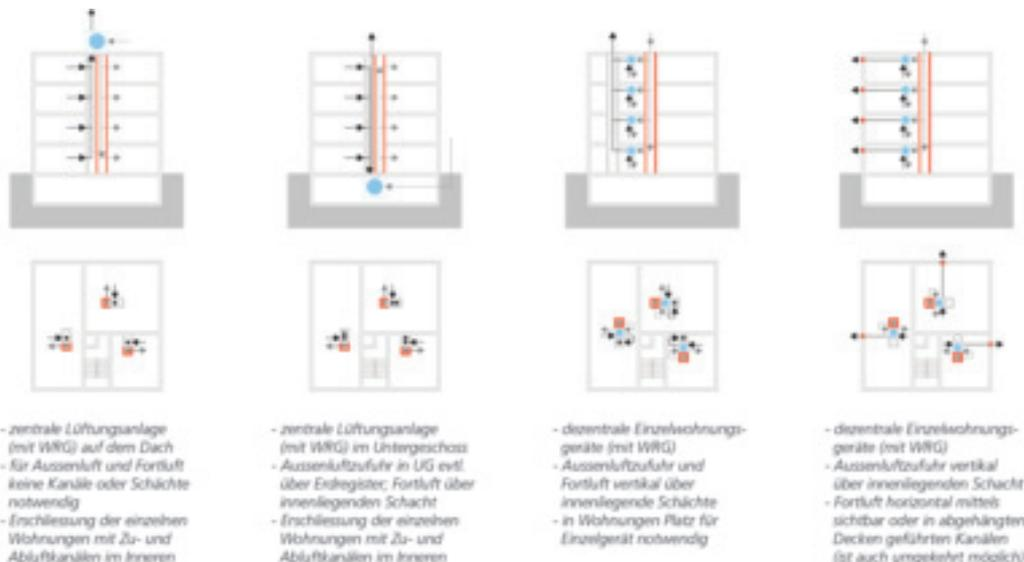 - zentrale Lüftungsanlage
(mit WRG) auf dem Dach
- für Aussenluft und Fortluft
keine Kanäle oder Schächte
notwendig
- Erschliessung der einzelnen
Wohnungen mit Zu- und
Abluftkanälen im Inneren
- zentrale Lüftungsanlage
(mit WRG) im Untergeschoss
- Aussenluftzufuhr in UG evtl.
über Erdregister; Fortluft über
innenliegenden Schacht
- Erschliessung der einzelnen
Wohnungen mit Zu- und
Abluftkanälen im Inneren
- dezentrale Einzelwohnungs-
geräte (mit WRG)
- Aussenluftzufuhr und
Fortluft vertikal über
innenliegende Schächte
- in Wohnungen Platz für
Einzelgerät notwendig
- dezentrale Einzelwohnungs-
geräte (mit WRG)
- Aussenluftzufuhr vertikal
über innenliegenden Schacht
- Fortluft horizontal mittels
sichtbar oder in abgehängten
Decken geführten Kanälen
(ist auch umgekehrt möglich)